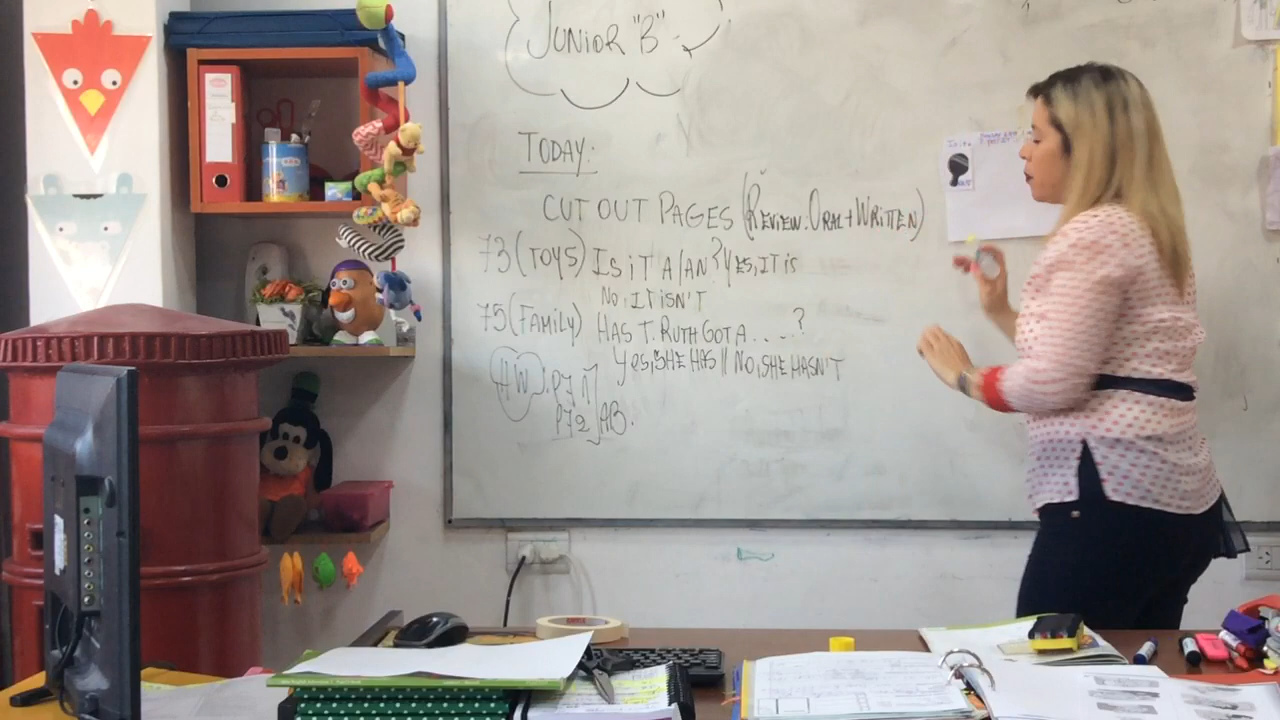 JUNIOR "B"
TODAY:
CUT OUT PAGES (REVIEW. ORAL + WRITTEN)
73 (TOYS) IS IT A/AN? YES, IT IS
NO, IT ISN'T
75 (FAMILY) HAS T. RUTH GOT A ....?
YES, SHE HAS // NO, SHE HASN'T
HW: P. 71
P72 AB.